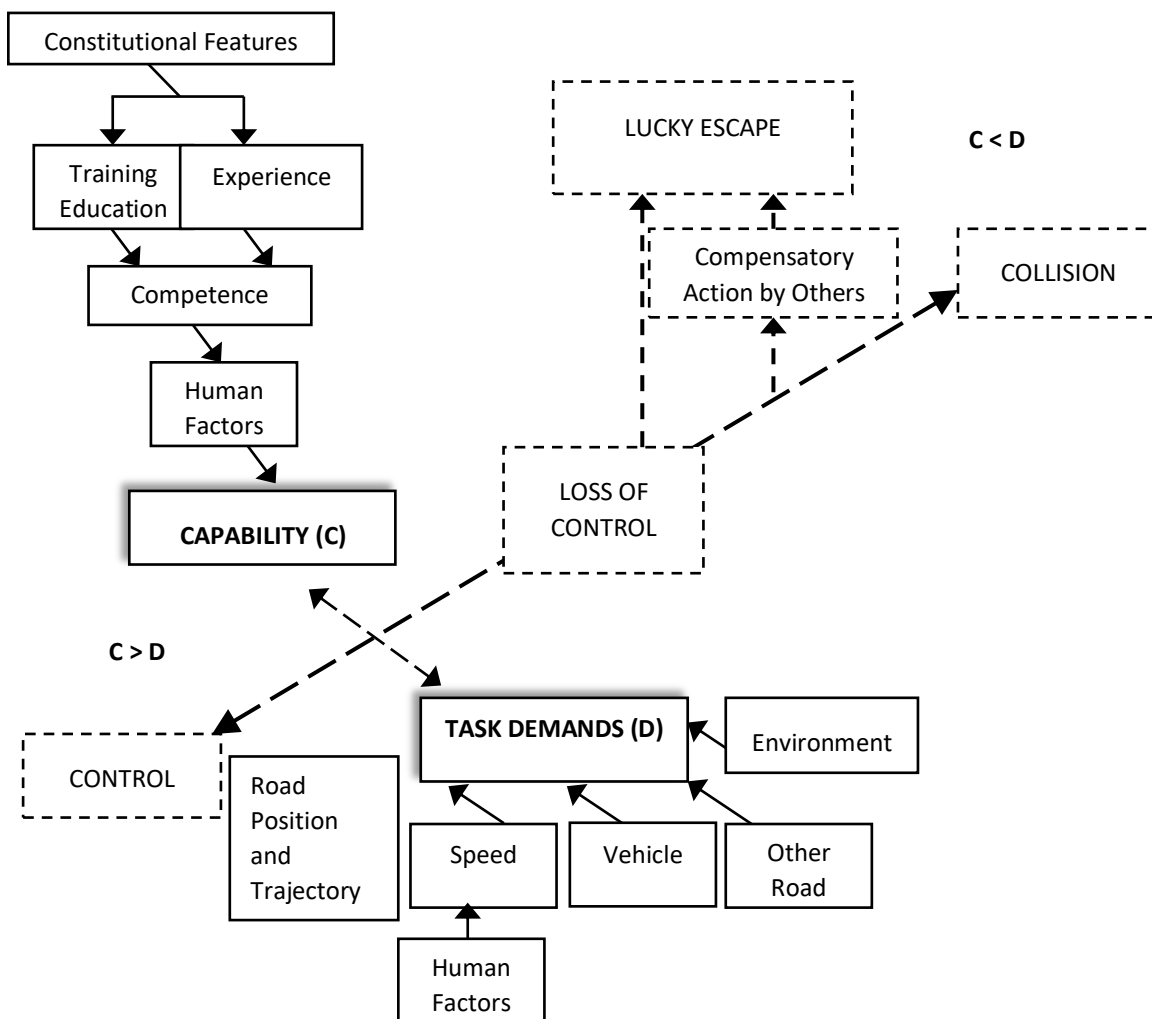 Constitutional Features
LUCKY ESCAPE
C < D
Training
Education
Experience
Compensatory
Action by Others
COLLISION
Competence
Human
Factors
LOSS OF
CONTROL
CAPABILITY (C)
C > D
TASK DEMANDS (D)
Environment
CONTROL
Road
Position
and
Trajectory
Speed
Vehicle
Other
Road
Human
Factors